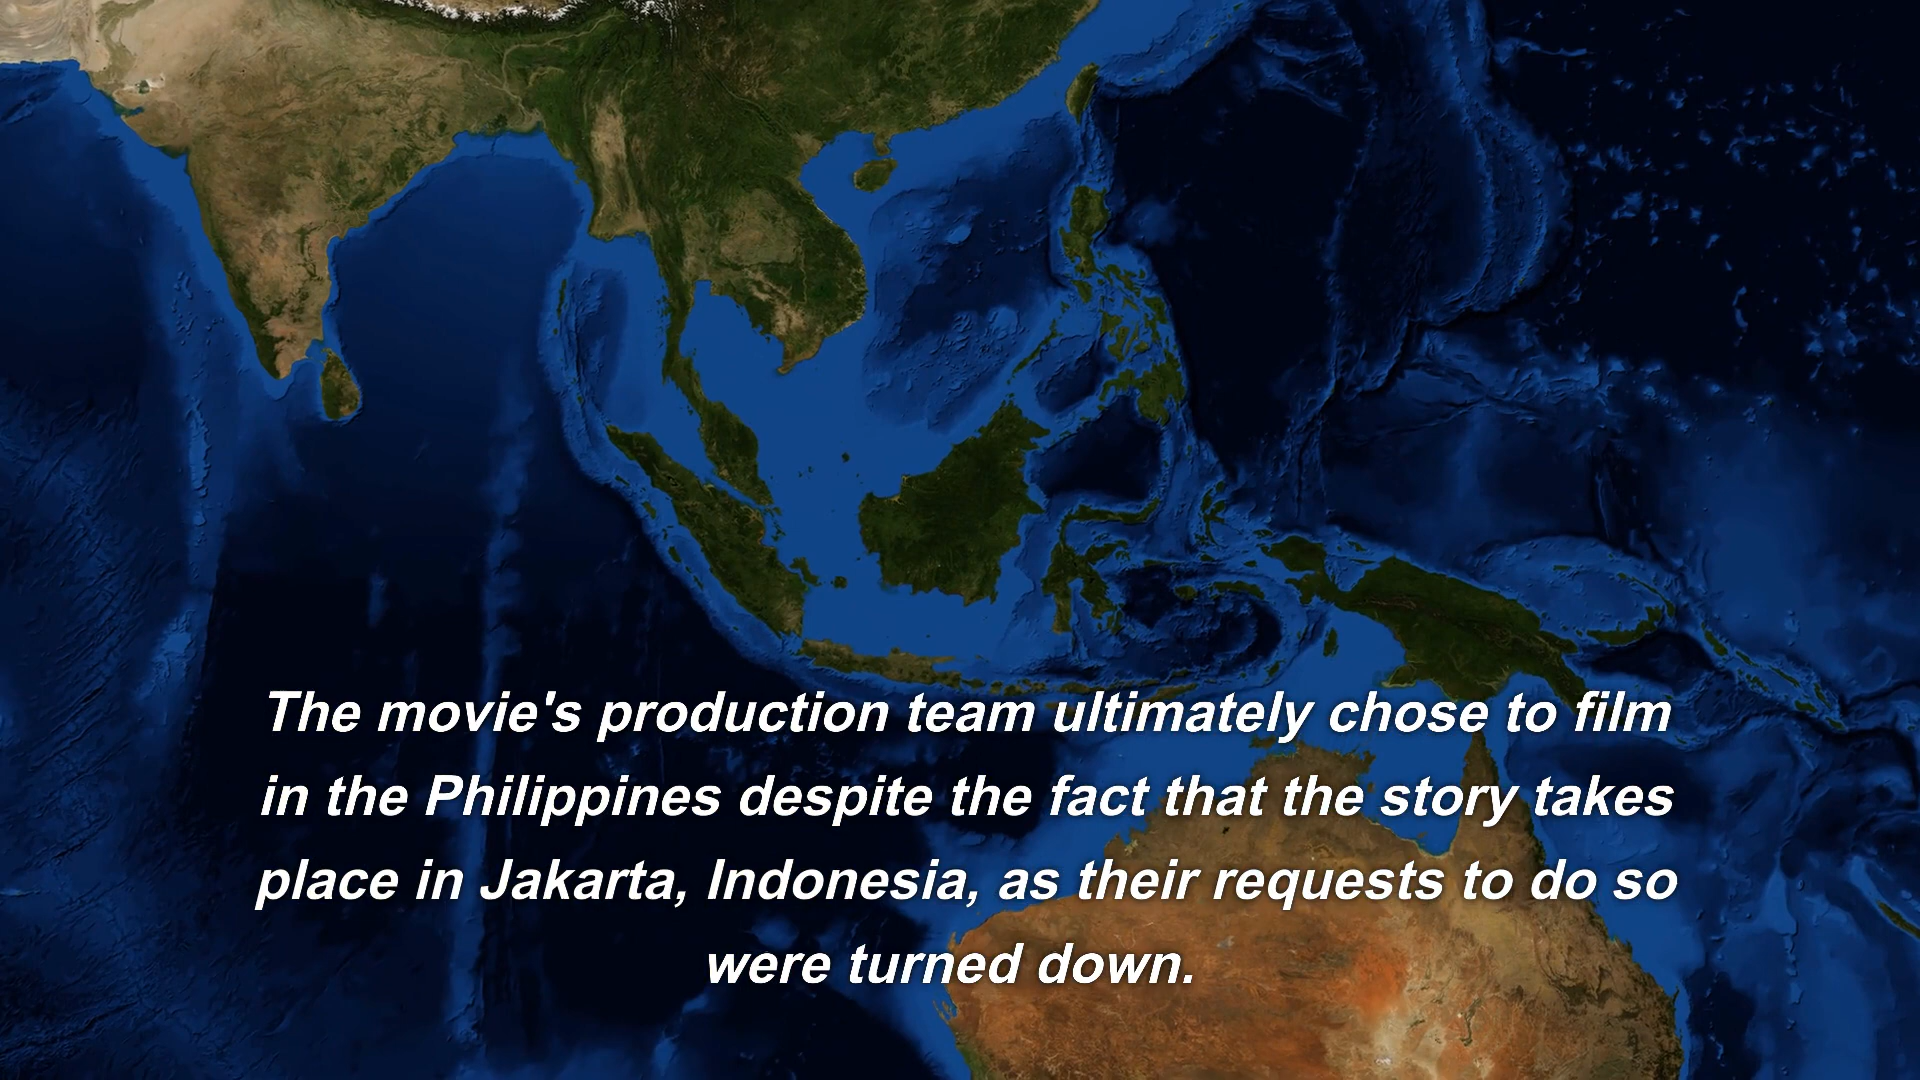 The movie's production team ultimately chose to film
in the Philippines despite the fact that the story takes
place in Jakarta, Indonesia, as their requests to do so
were turned down.